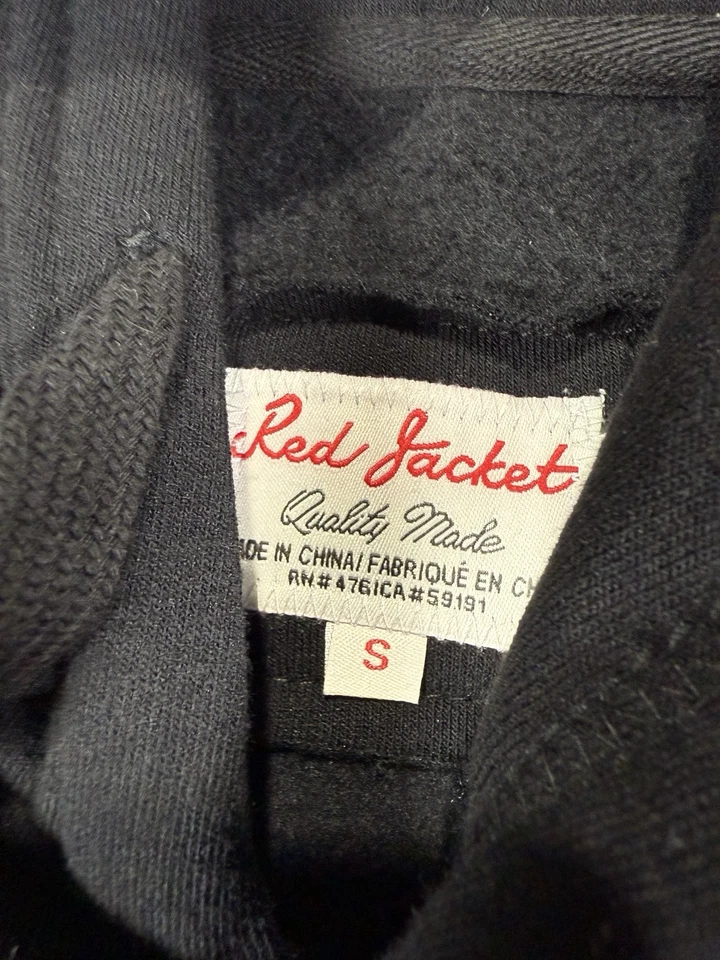 Red Jacket
Quality Made
ADE IN CHINA/FABRIQUÉ EN CH
RN#4761CA#59191
S